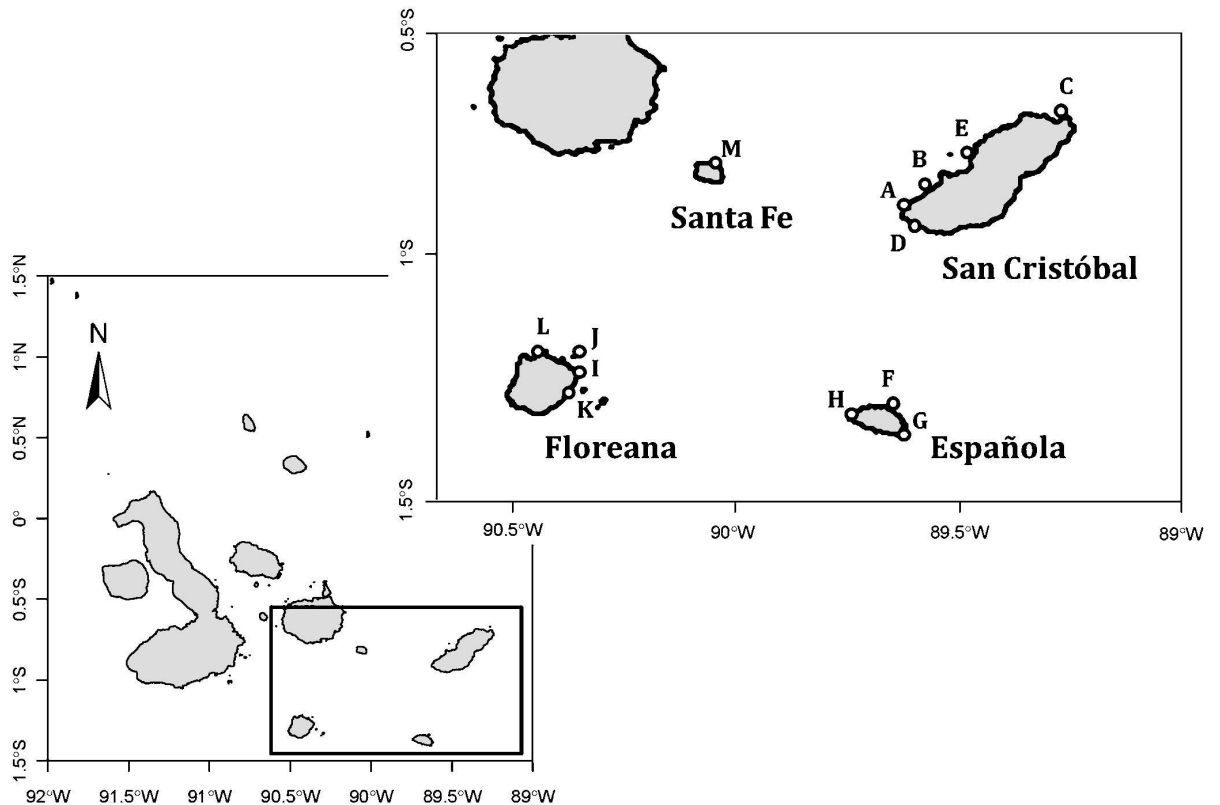 0.5°S
C
E
M
B
A
Santa Fe
D
1°S
San Cristóbal
L
J
I
F
H
K
G
Floreana
Española
1.5°S
90.5°W
90°W
89.5°W
89°W
1.5°N
N
1°N
0.5°N
0°
0.5°S
1°S
1.5°S
92°W
91.5°W
91°W
90.5°W
90°W
89.5°W
89°W